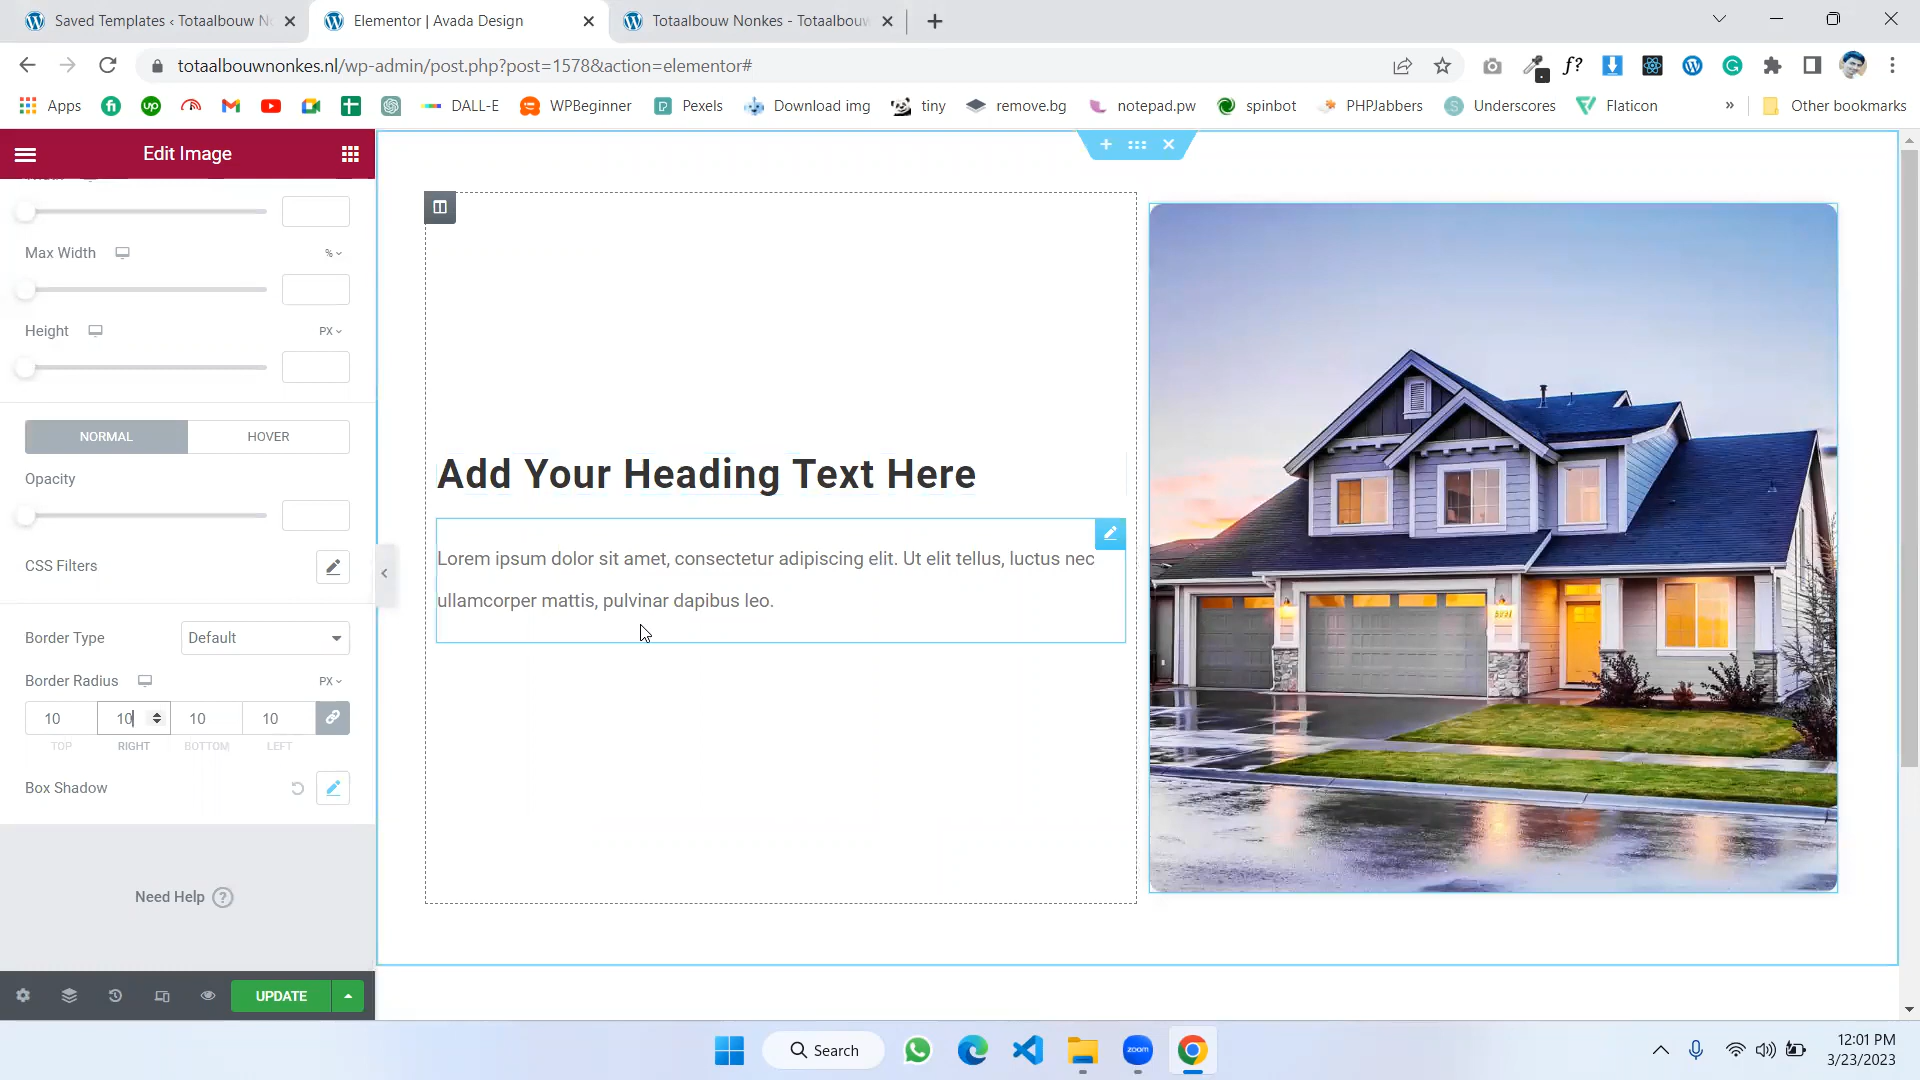 Saved Templates ‹ Totaalbouw N
Elementor | Avada Design
Totaalbouw Nonkes - Totaalbouw
totaalbouwnonkes.nl/wp-admin/post.php?post=1578&action=elementor#
f?
Apps
DALL-E
WPBeginner
Pexels
Download img
tiny
remove.bg
notepad.pw
spinbot
PHPJabbers
Underscores
Flaticon
»
Other bookmarks
Edit Image
Max Width
%
Height
PX
NORMAL
HOVER
Opacity
CSS Filters
Border Type
Default
Border Radius
PX
10 10 10 10
TOP RIGHT BOTTOM LEFT
Box Shadow
Need Help ?
UPDATE
Add Your Heading Text Here
Lorem ipsum dolor sit amet, consectetur adipiscing elit. Ut elit tellus, luctus nec
ullamcorper mattis, pulvinar dapibus leo.
Search
zoom
12:01 PM
3/23/2023